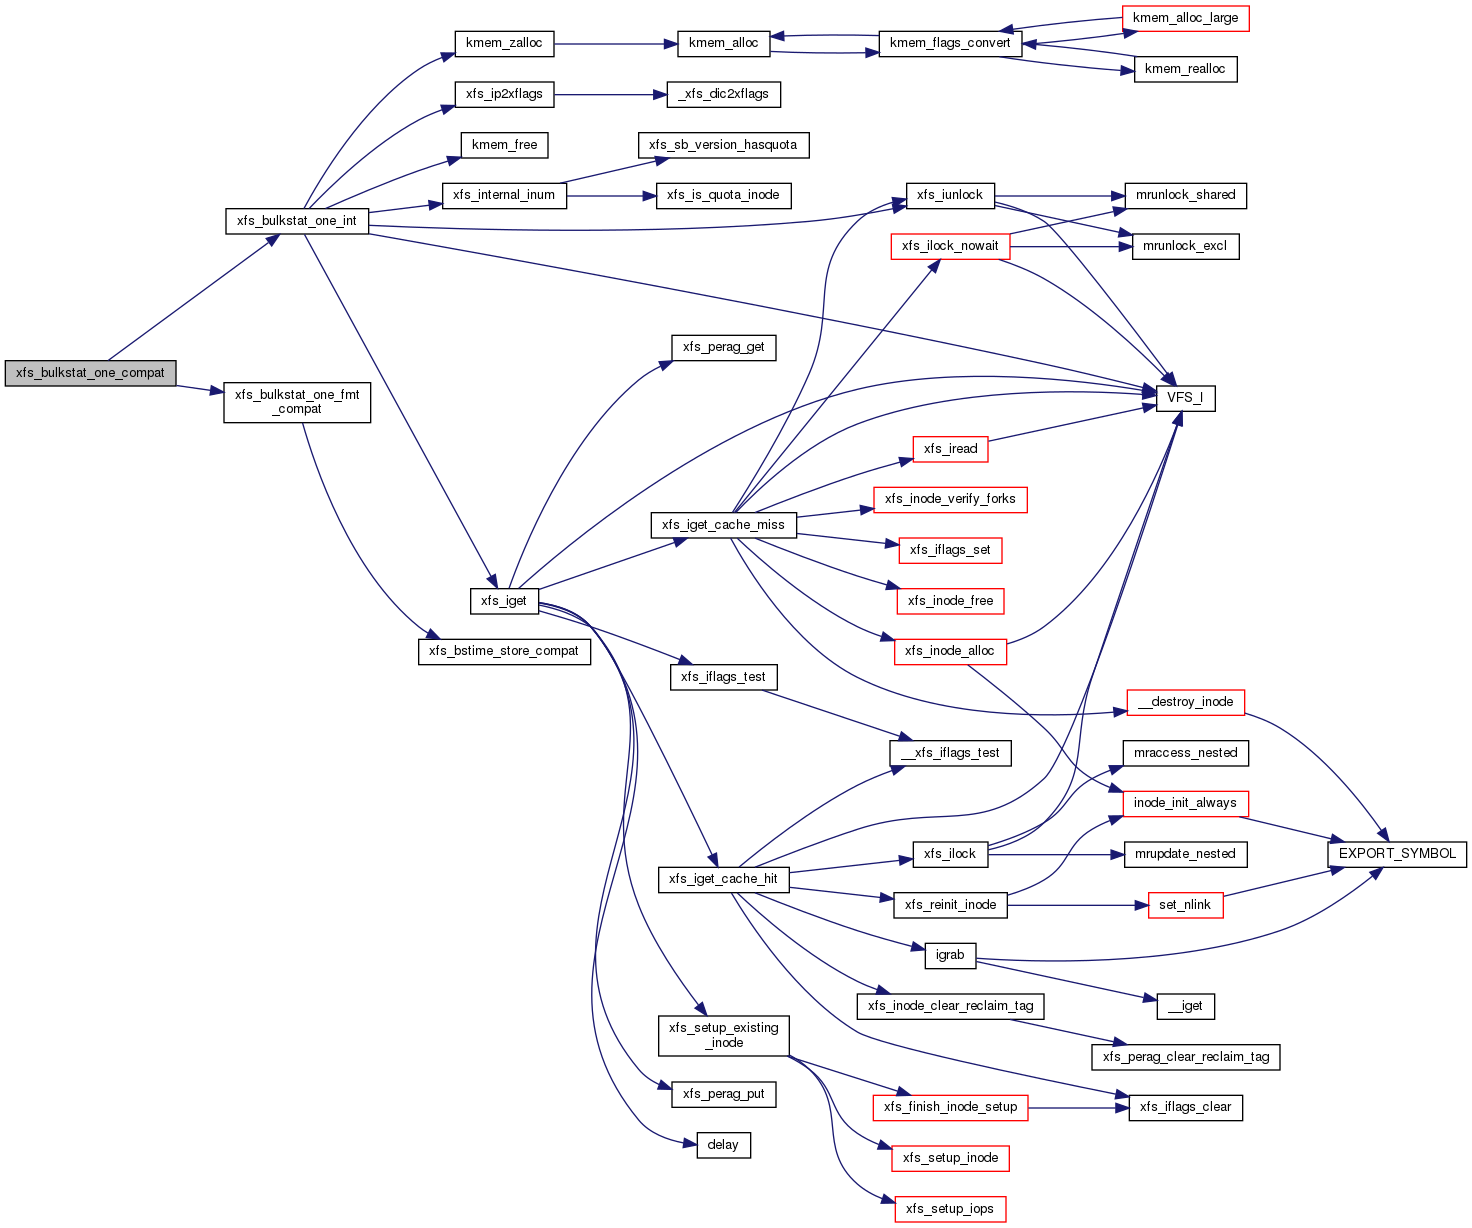 kmem_alloc_large
kmem_zalloc
kmem_alloc
kmem_flags_convert
kmem_realloc
xfs_ip2xflags
_xfs_dic2xflags
kmem_free
xfs_sb_version_hasquota
xfs_internal_inum
xfs_is_quota_inode
xfs_iunlock
mrunlock_shared
xfs_bulkstat_one_int
xfs_ilock_nowait
mrunlock_excl
xfs_perag_get
xfs_bulkstat_one_compat
xfs_bulkstat_one_fmt
_compat
VFS_I
xfs_iread
xfs_inode_verify_forks
xfs_iget_cache_miss
xfs_iflags_set
xfs_iget
xfs_inode_free
xfs_bstime_store_compat
xfs_inode_alloc
xfs_iflags_test
__destroy_inode
__xfs_iflags_test
mraccess_nested
inode_init_always
xfs_ilock
mrupdate_nested
EXPORT_SYMBOL
xfs_iget_cache_hit
xfs_reinit_inode
set_nlink
igrab
xfs_inode_clear_reclaim_tag
__iget
xfs_setup_existing
_inode
xfs_perag_clear_reclaim_tag
xfs_perag_put
xfs_finish_inode_setup
xfs_iflags_clear
delay
xfs_setup_inode
xfs_setup_iops